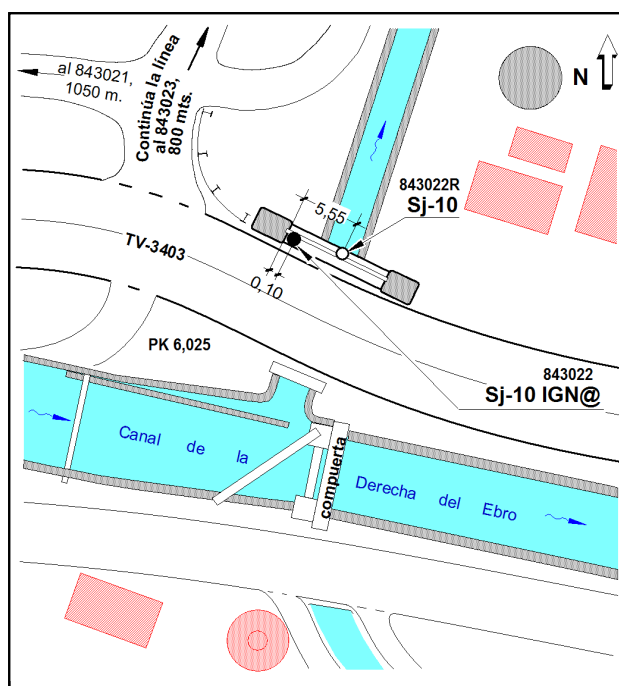 al 843021,
1050 m.
Continúa la línea
al 843023,
800 mts.
N
843022R
Sj-10
5,55
TV-3403
0,10
PK 6,025
843022
Sj-10 IGN@
Canal de la
compuerta
Derecha del Ebro